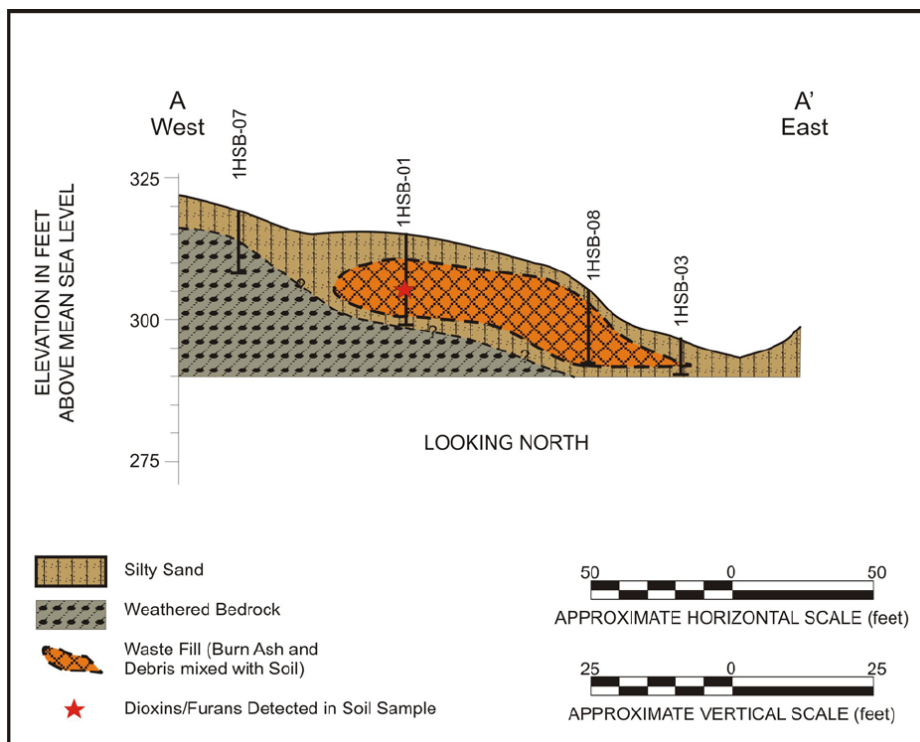 A
West
A'
East
1HSB-07
1HSB-01
1HSB-08
1HSB-03
ELEVATION IN FEET
ABOVE MEAN SEA LEVEL
325
300
275
?
?
?
LOOKING NORTH
Silty Sand
Weathered Bedrock
Waste Fill (Burn Ash and
Debris mixed with Soil)
Dioxins/Furans Detected in Soil Sample
50 0 50
APPROXIMATE HORIZONTAL SCALE (feet)
25 0 25
APPROXIMATE VERTICAL SCALE (feet)